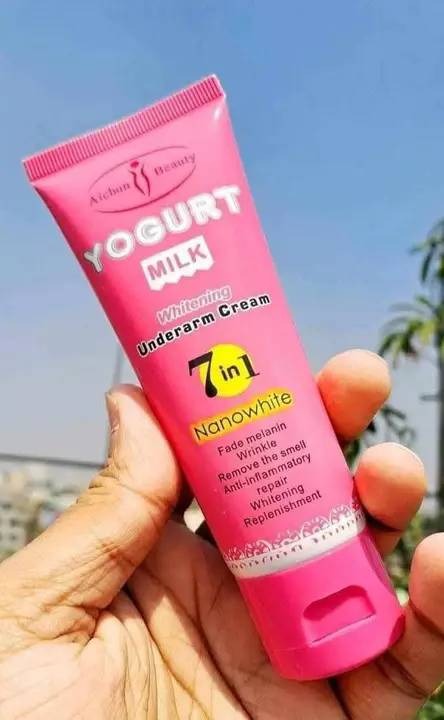 Aichun Beauty
YOGURT
MILK
Whitening
Underarm Cream
7 in 1
Nanowhite
Fade melanin
Wrinkle
Remove the smell
Anti-inflammatory
repair
Whitening
Replenishment